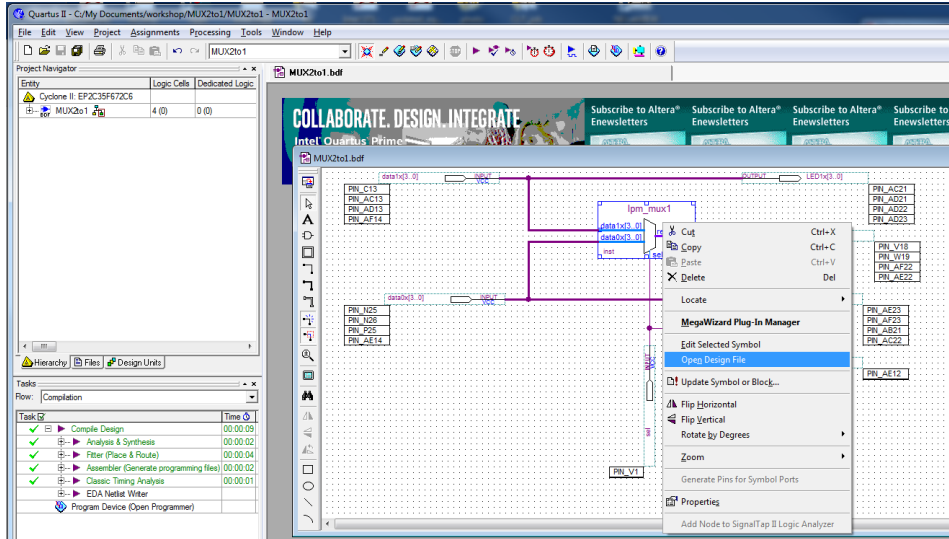 Quartus II - C:/My Documents/workshop/MUX2to1/MUX2to1 - MUX2to1
File Edit View Project Assignments Processing Tools Window Help
MUX2to1
Project Navigator
Entity Logic Cells Dedicated Logic
Cyclone II: EP2C35F672C6
MUX2to1 4 (0) 0 (0)
Hierarchy Files Design Units
Tasks
Flow: Compilation
Task Time
Compile Design 00:00:09
Analysis & Synthesis 00:00:02
Fitter (Place & Route) 00:00:04
Assembler (Generate programming files) 00:00:02
Classic Timing Analysis 00:00:01
EDA Netlist Writer
Program Device (Open Programmer)
MUX2to1.bdf
COLLABORATE. DESIGN. INTEGRATE
Intel Quartus Prime
Subscribe to Altera® Enewsletters
Subscribe to Altera® Enewsletters
Subscribe to Altera® Enewsletters
Subscribe to
Enewsletters
MUX2to1.bdf
data1x[3..0] INPUT VCC
OUTPUT LED1x[3..0]
PIN_C13
PIN_AC13
PIN_AD13
PIN_AF14
PIN_AC21
PIN_AD21
PIN_AD22
PIN_AD23
lpm_mux1
data1x[3..0]
data0x[3..0]
inst
PIN_V18
PIN_W19
PIN_AF22
PIN_AE22
data0x[3..0] INPUT VCC
PIN_N25
PIN_N26
PIN_P25
PIN_AE14
PIN_AE23
PIN_AF23
PIN_AB21
PIN_AC22
PIN_AE12
INPUT VCC
sel
PIN_V1
Cut Ctrl+X
Copy Ctrl+C
Paste Ctrl+V
Delete Del
Locate
MegaWizard Plug-In Manager
Edit Selected Symbol
Open Design File
Update Symbol or Block...
Flip Horizontal
Flip Vertical
Rotate by Degrees
Zoom
Generate Pins for Symbol Ports
Properties
Add Node to SignalTap II Logic Analyzer